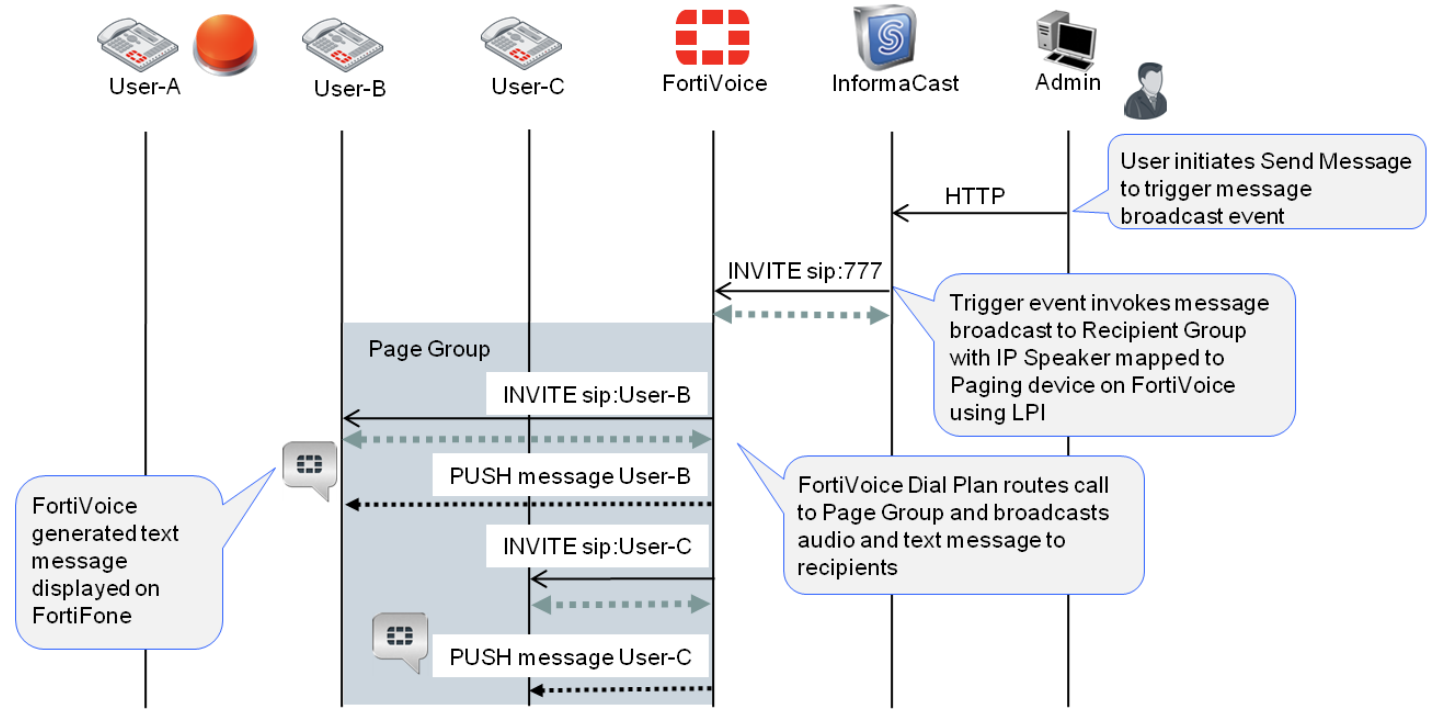 User-A
User-B
User-C
FortiVoice
InformaCast
Admin
User initiates Send Message
to trigger message
broadcast event
HTTP
INVITE sip:777
Trigger event invokes message
broadcast to Recipient Group
with IP Speaker mapped to
Paging device on FortiVoice
using LPI
Page Group
INVITE sip:User-B
PUSH message User-B
FortiVoice Dial Plan routes call
to Page Group and broadcasts
audio and text message to
recipients
FortiVoice
generated text
message
displayed on
FortiFone
INVITE sip:User-C
PUSH message User-C